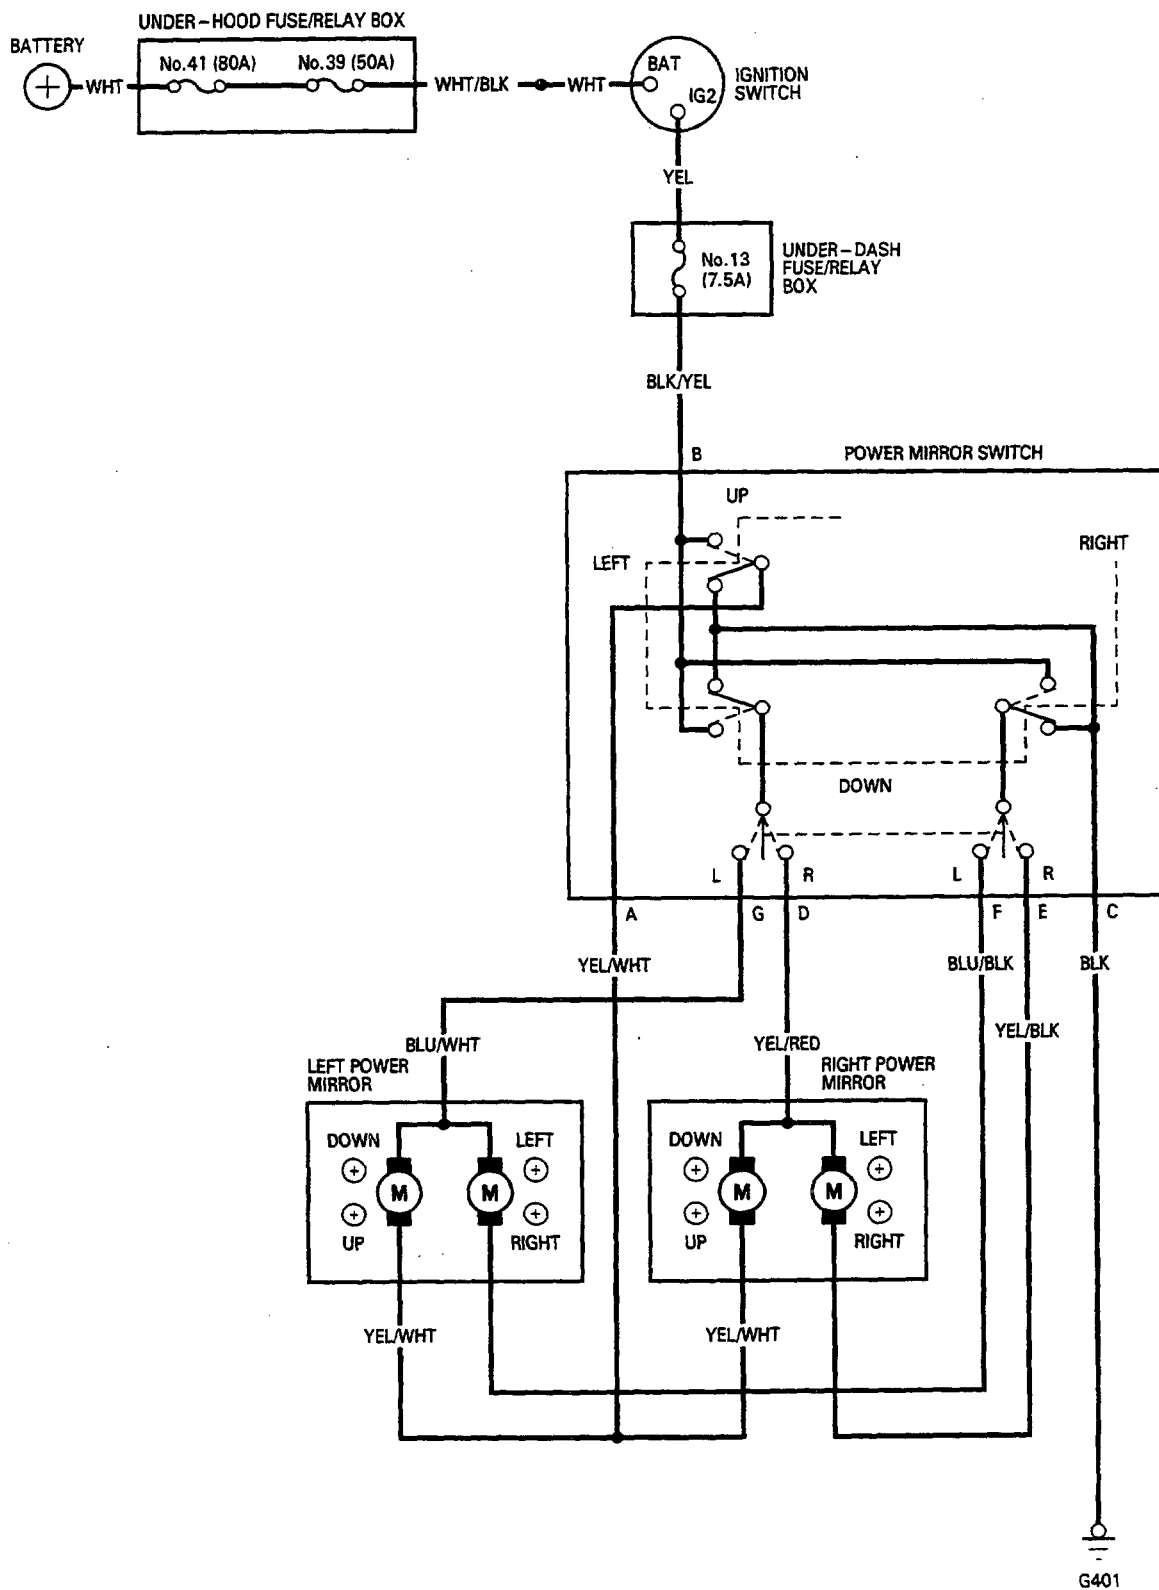 UNDER-HOOD FUSE/RELAY BOX
BATTERY
No.41 (80A)
No.39 (50A)
WHT
WHT/BLK
WHT
BAT
IG2
IGNITION
SWITCH
YEL
No.13
(7.5A)
UNDER-DASH
FUSE/RELAY
BOX
BLK/YEL
B
POWER MIRROR SWITCH
UP
LEFT
RIGHT
DOWN
L
R
L
R
A
G
D
F
E
C
YEL/WHT
BLU/BLK
BLK
BLU/WHT
YEL/RED
YEL/BLK
LEFT POWER
MIRROR
RIGHT POWER
MIRROR
DOWN
LEFT
M
M
UP
RIGHT
DOWN
LEFT
M
M
UP
RIGHT
YEL/WHT
YEL/WHT
G401